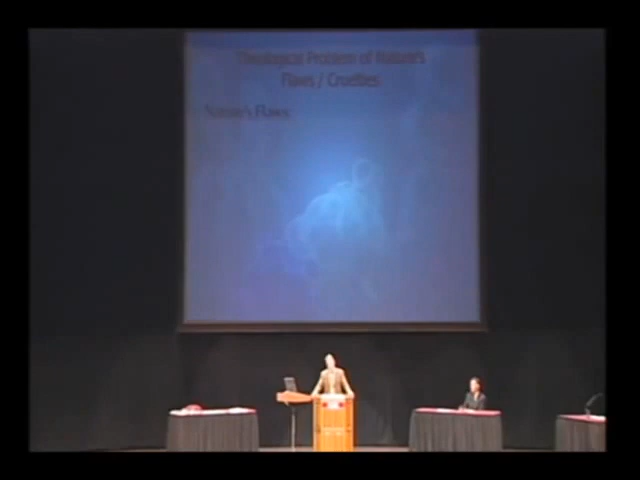 Theological Problem of Nature's
Flaws / Cruelties
Nature's Flaws